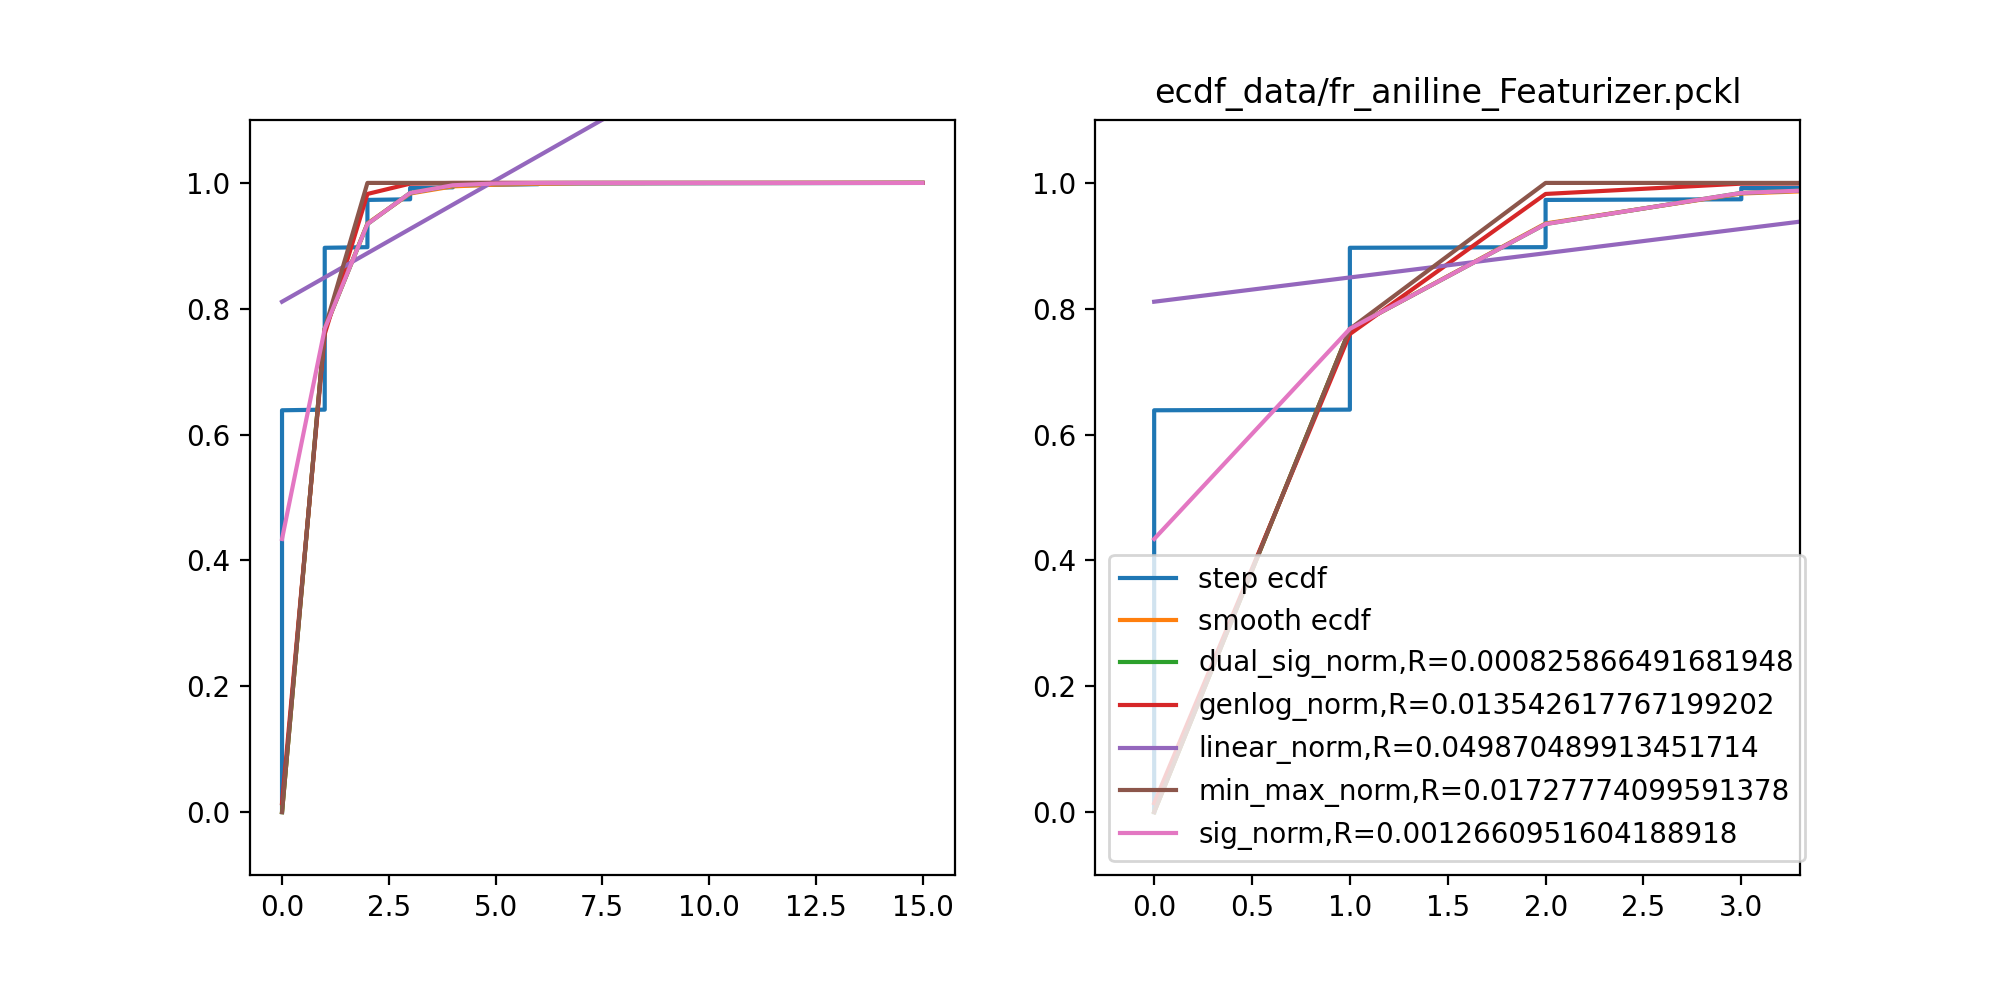 ecdf_data/fr_aniline_Featurizer.pckl
1.0
0.8
0.6
0.4
0.2
0.0
0.0 2.5 5.0 7.5 10.0 12.5 15.0
1.0
0.8
0.6
0.4
0.2
0.0
step ecdf
smooth ecdf
dual_sig_norm,R=0.000825866491681948
genlog_norm,R=0.013542617767199202
linear_norm,R=0.049870489913451714
min_max_norm,R=0.01727774099591378
sig_norm,R=0.0012660951604188918
0.0 0.5 1.0 1.5 2.0 2.5 3.0